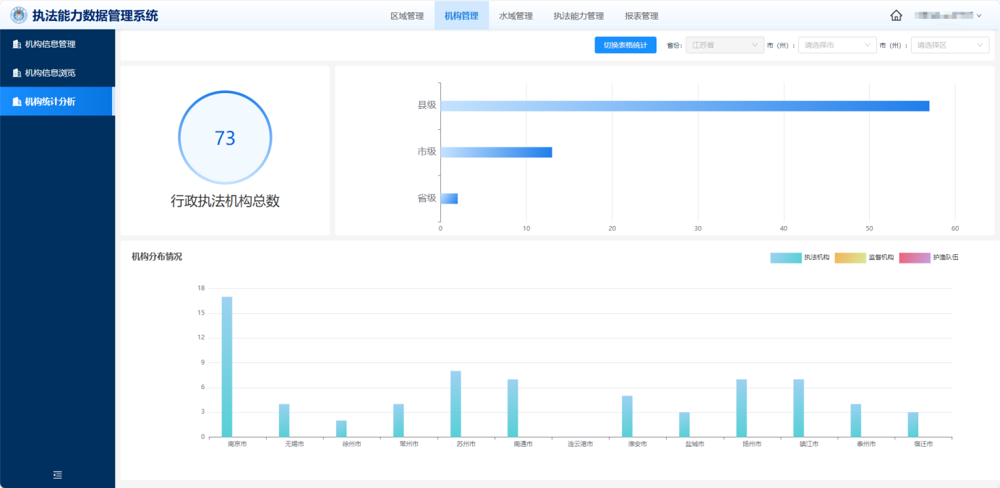 执法能力数据管理系统
区域管理 机构管理 水域管理 执法能力管理 报表管理
机构信息管理
机构信息浏览
机构统计分析
切换表格统计 省份: 江苏省 市（州）： 请选择市 市（州）： 请选择区
73
行政执法机构总数
县级
市级
省级
0 10 20 30 40 50 60
机构分布情况
执法机构 监督机构 护渔队伍
18
15
12
9
6
3
0
南京市 无锡市 徐州市 常州市 苏州市 南通市 连云港市 淮安市 盐城市 扬州市 镇江市 泰州市 宿迁市